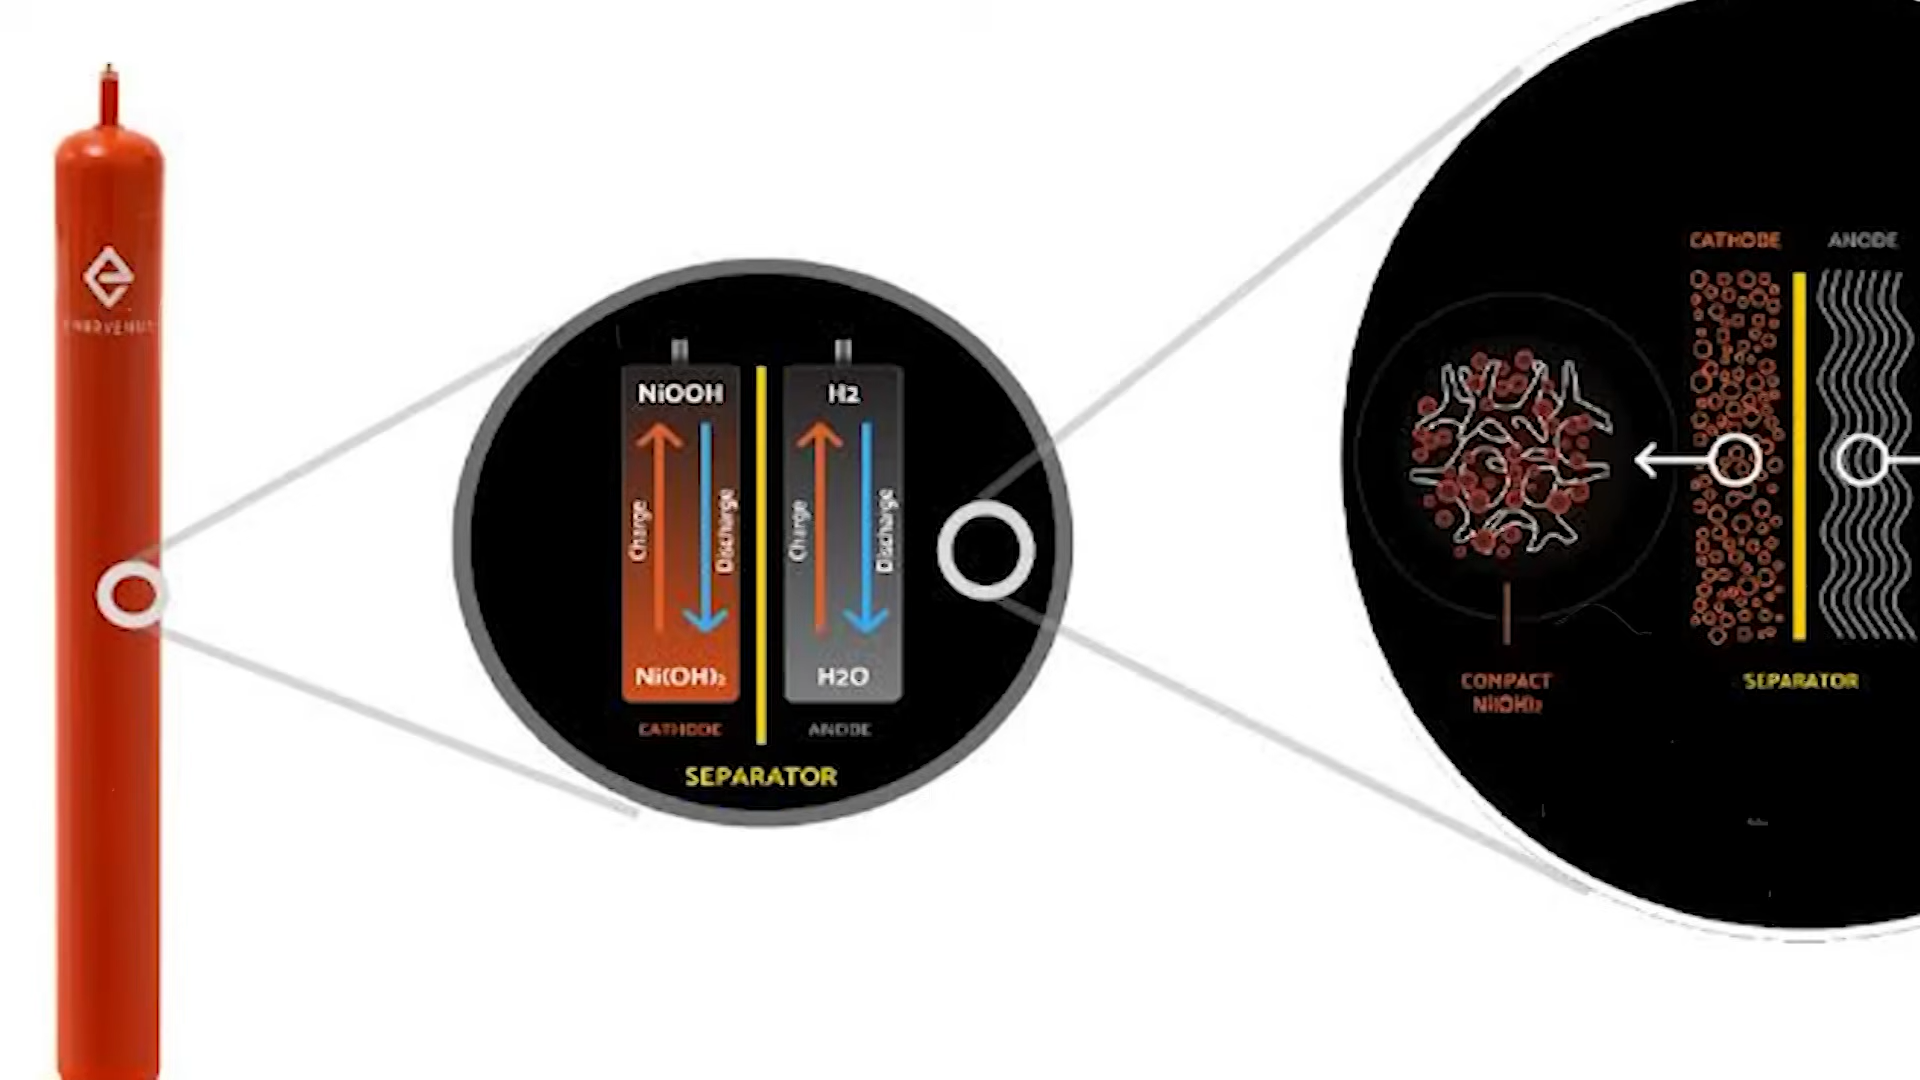 NiOOH
H2
Charge
Discharge
Charge
Discharge
Ni(OH)₂
H2O
CATHODE
ANODE
SEPARATOR
CATHODE
ANODE
COMPACT
Ni(OH)₂
SEPARATOR